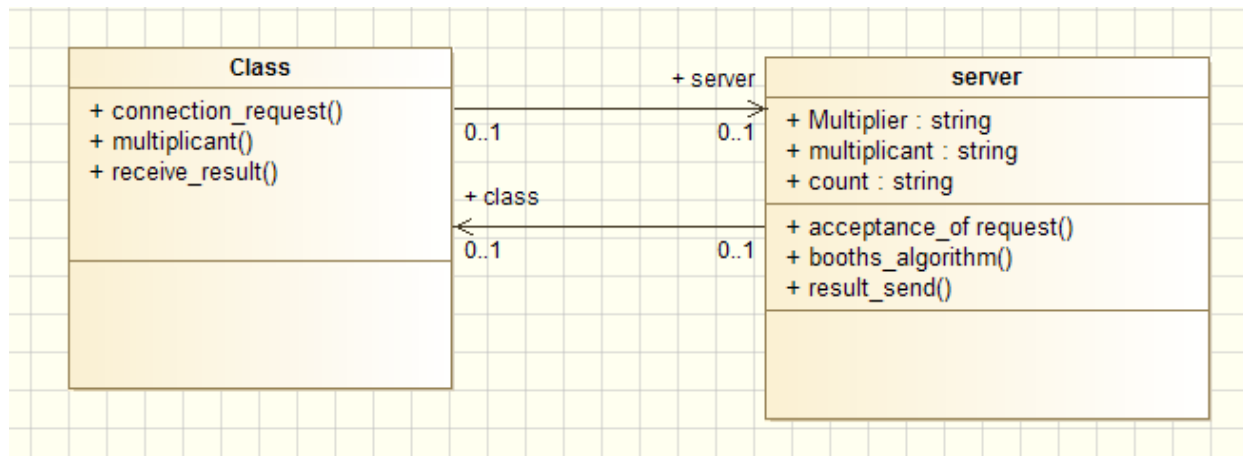 Class
+ connection_request()
+ multiplicant()
+ receive_result()
+ server
0..1
0..1
+ class
0..1
0..1
server
+ Multiplier : string
+ multiplicant : string
+ count : string
+ acceptance_of request()
+ booths_algorithm()
+ result_send()